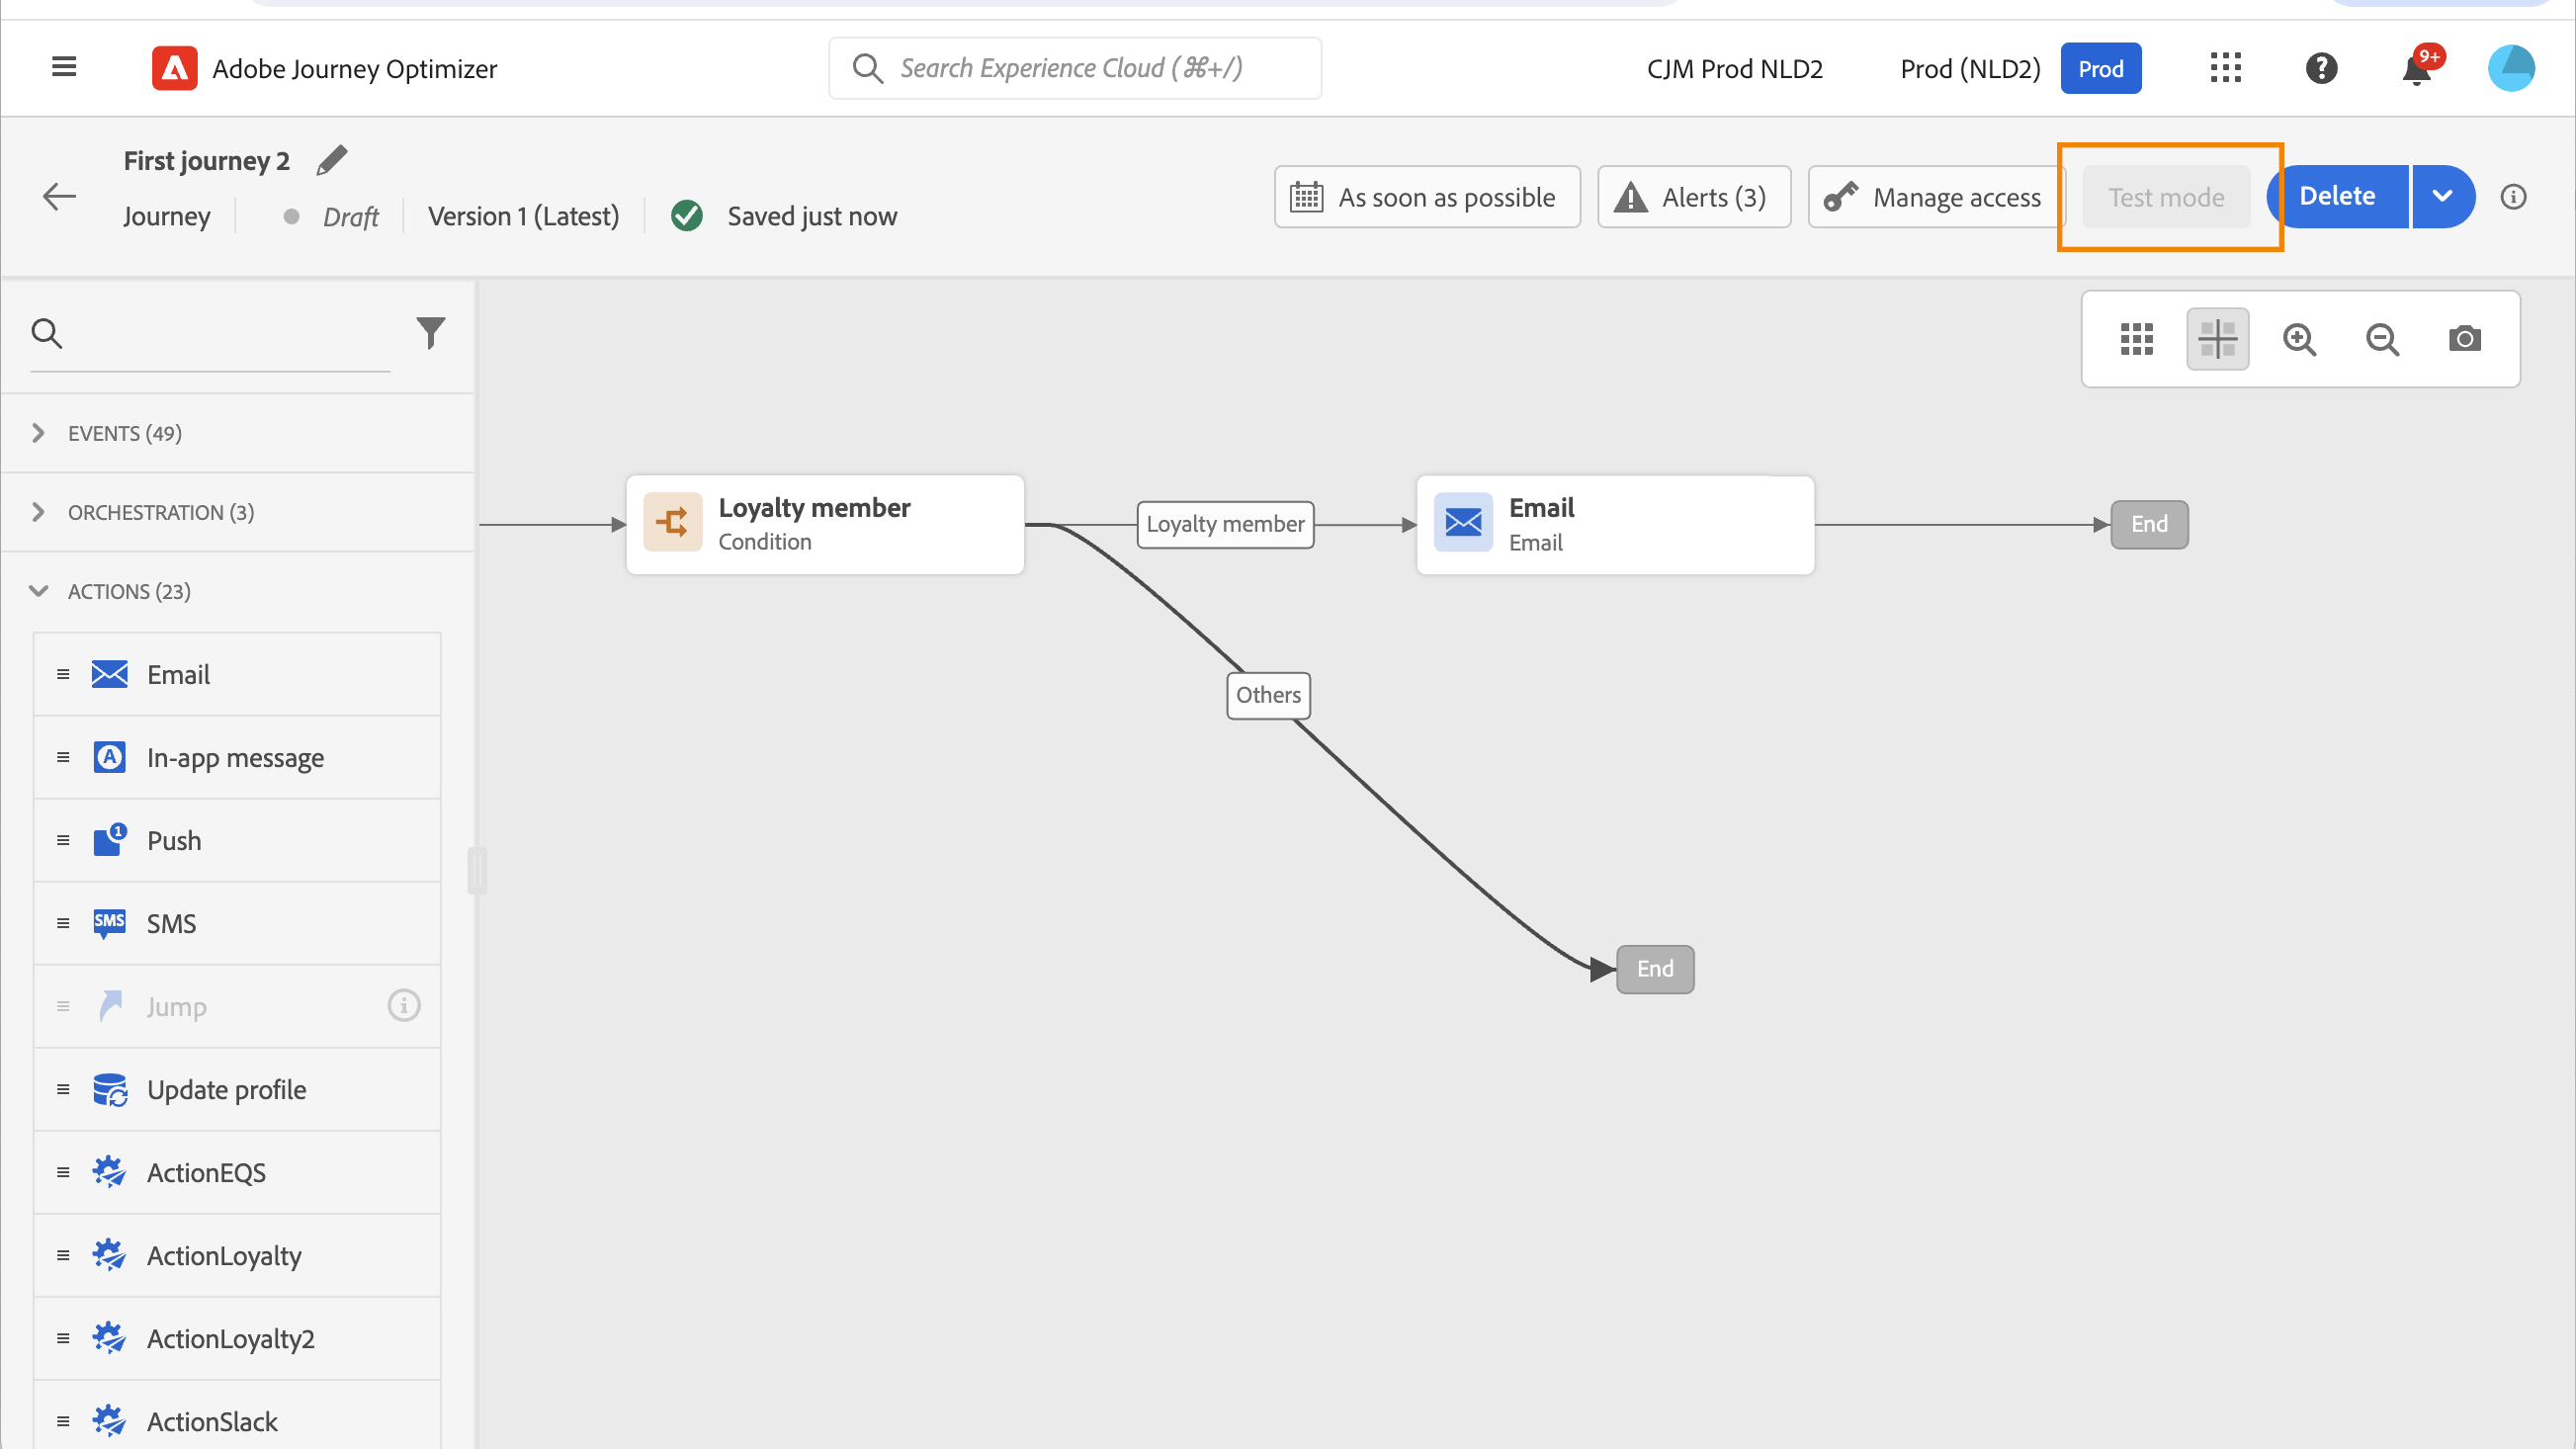 Adobe Journey Optimizer
Search Experience Cloud (⌘+/)
CJM Prod NLD2
Prod (NLD2)
Prod
9+
First journey 2
Journey
Draft
Version 1 (Latest)
Saved just now
As soon as possible
Alerts (3)
Manage access
Test mode
Delete
EVENTS (49)
ORCHESTRATION (3)
ACTIONS (23)
Email
In-app message
Push
SMS
SMS
Jump
Update profile
ActionEQS
ActionLoyalty
ActionLoyalty2
ActionSlack
Loyalty member
Condition
Loyalty member
Email
Email
End
Others
End